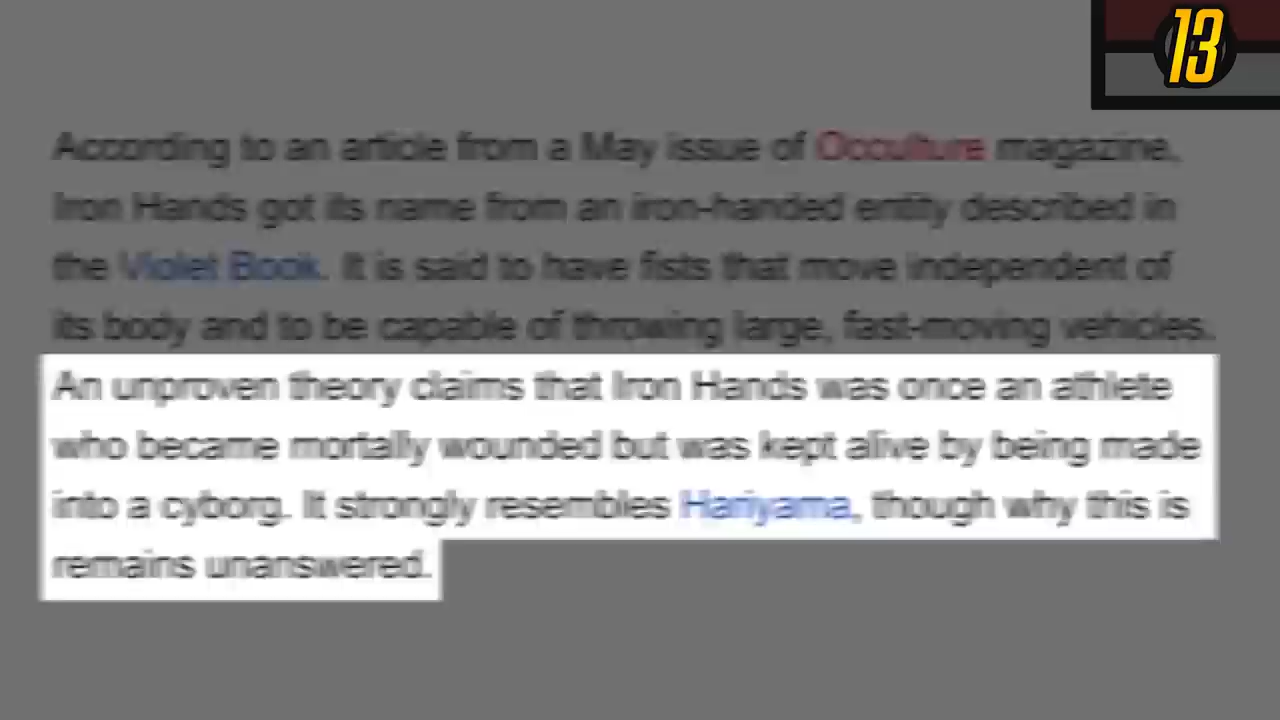 13
According to an article from a May issue of Occulture magazine,
Iron Hands got its name from an iron-handed entity described in
the Violet Book. It is said to have fists that move independent of
its body and to be capable of throwing large, fast-moving vehicles.
An unproven theory claims that Iron Hands was once an athlete
who became mortally wounded but was kept alive by being made
into a cyborg. It strongly resembles Hariyama, though why this is
remains unanswered.